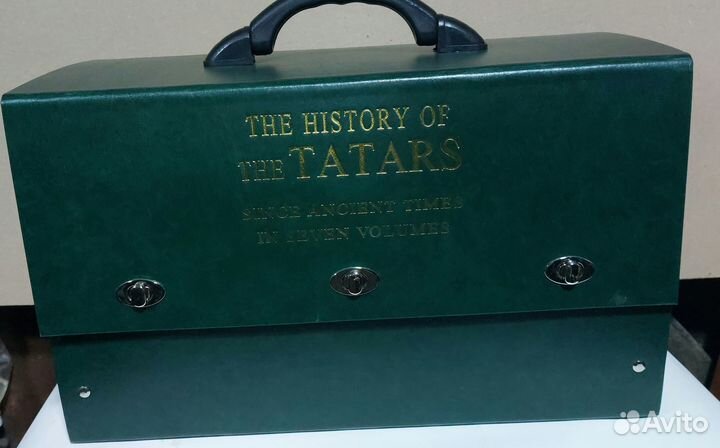 THE HISTORY OF
THE TATARS
SINCE ANCIENT TIMES
IN SEVEN VOLUMES
Avito